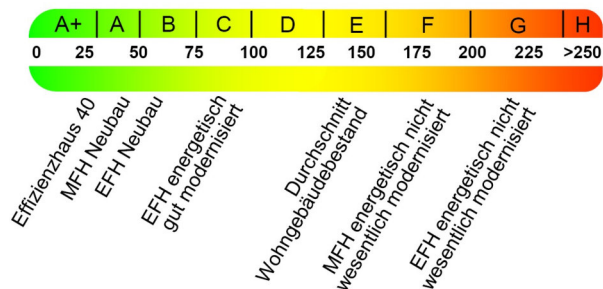 A+ A B C D E F G H
0 25 50 75 100 125 150 175 200 225 >250
Effizienzhaus 40
MFH Neubau
EFH Neubau
EFH energetisch
gut modernisiert
Durchschnitt
Wohngebäudebestand
MFH energetisch nicht
wesentlich modernisiert
EFH energetisch nicht
wesentlich modernisiert